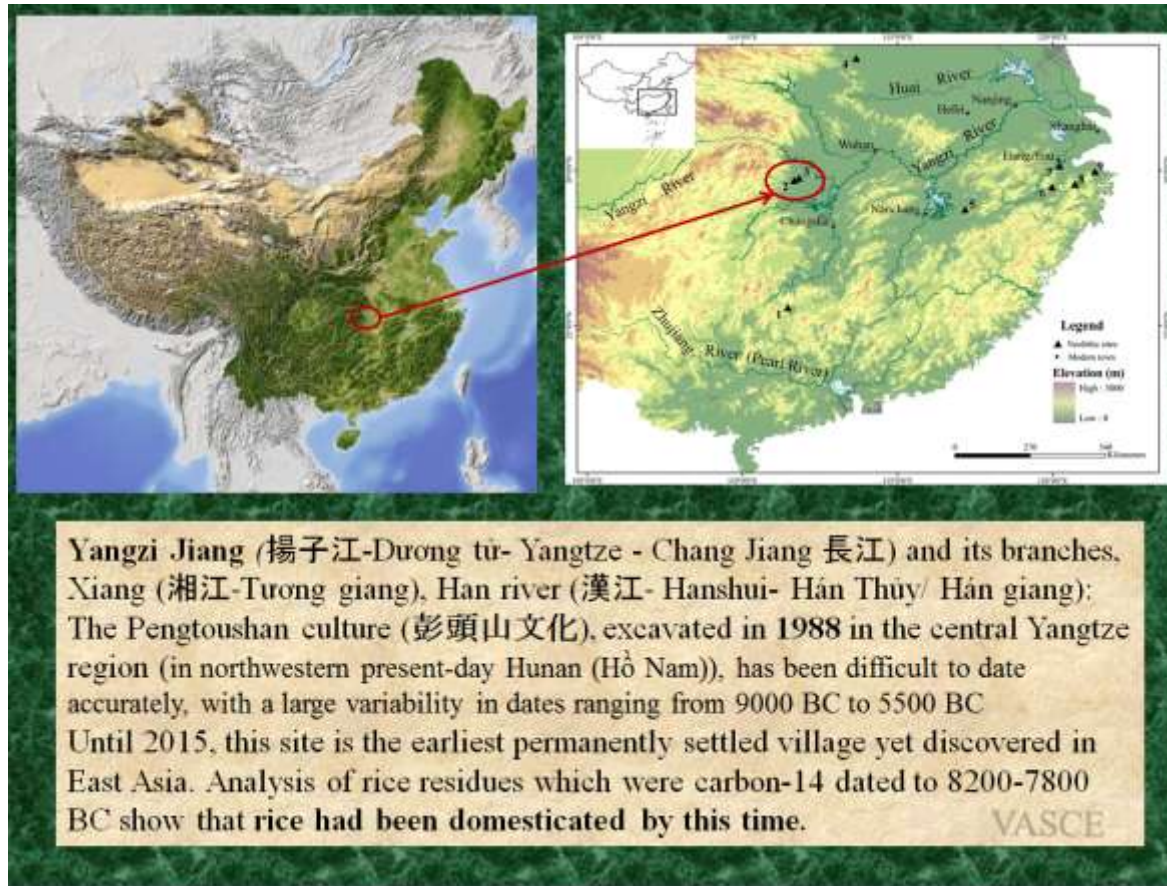 Huai River
Hefei
Nanjing
Shanghai
Wuhan
Yangzi River
Yangzi River
Changsha
Nanchang
Zhujiang River (Pearl River)
Legend
Neolithic sites
Modern town
Elevation (m)
Yangzi Jiang (揚子江-Dương tử- Yangtze - Chang Jiang 長江) and its branches,
Xiang (湘江-Tương giang), Han river (漢江- Hanshui- Hán Thủy/ Hán giang):
The Pengtoushan culture (彭頭山文化), excavated in 1988 in the central Yangtze
region (in northwestern present-day Hunan (Hồ Nam)), has been difficult to date
accurately, with a large variability in dates ranging from 9000 BC to 5500 BC
Until 2015, this site is the earliest permanently settled village yet discovered in
East Asia. Analysis of rice residues which were carbon-14 dated to 8200-7800
BC show that rice had been domesticated by this time.
VASCE